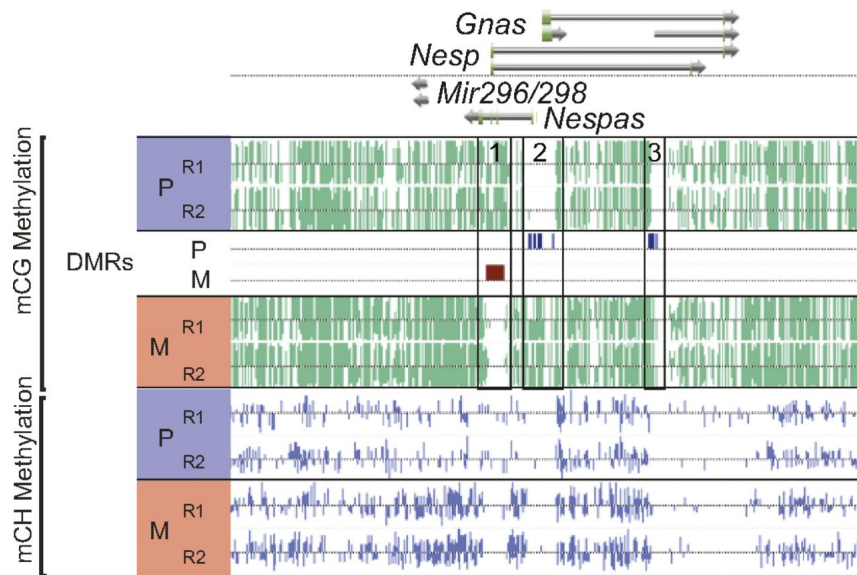 Gnas
Nesp
Mir296/298
Nespas
mCG Methylation
P R1
R2
1 2 3
DMRs
P
M
M R1
R2
mCH Methylation
P R1
R2
M R1
R2